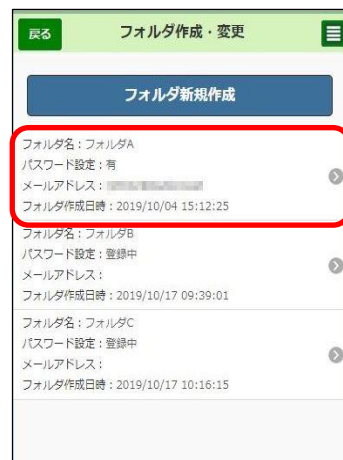 戻る
フォルダ作成・変更
フォルダ新規作成
フォルダ名：フォルダA
パスワード設定：有
メールアドレス：
フォルダ作成日時：2019/10/04 15:12:25
フォルダ名：フォルダB
パスワード設定：登録中
メールアドレス：
フォルダ作成日時：2019/10/17 09:39:01
フォルダ名：フォルダC
パスワード設定：登録中
メールアドレス：
フォルダ作成日時：2019/10/17 10:16:15